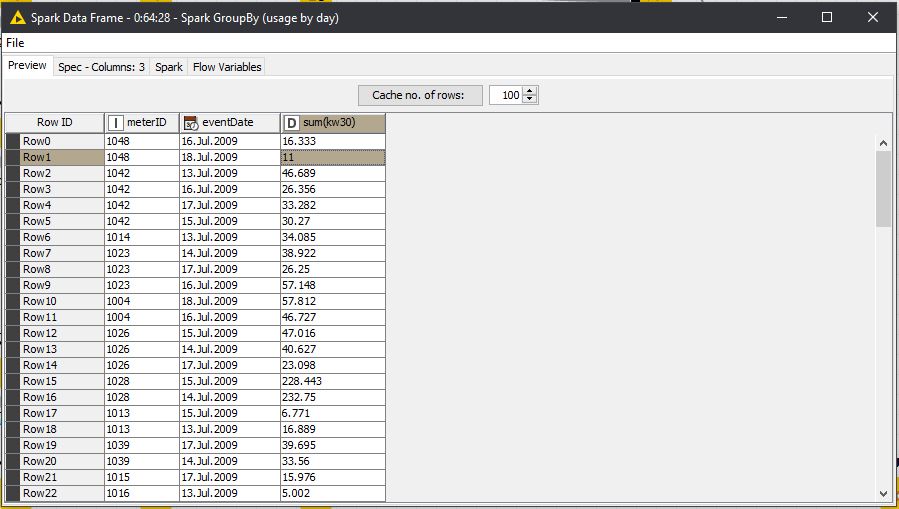 Spark Data Frame - 0:64:28 - Spark GroupBy (usage by day)
File
Preview Spec - Columns: 3 Spark Flow Variables
Cache no. of rows: 100
Row ID I meterID eventDate D sum(kw30)
Row0 1048 16.Jul.2009 16.333
Row1 1048 18.Jul.2009 11
Row2 1042 13.Jul.2009 46.689
Row3 1042 16.Jul.2009 26.356
Row4 1042 17.Jul.2009 33.282
Row5 1042 15.Jul.2009 30.27
Row6 1014 13.Jul.2009 34.085
Row7 1023 14.Jul.2009 38.922
Row8 1023 17.Jul.2009 26.25
Row9 1023 16.Jul.2009 57.148
Row10 1004 18.Jul.2009 57.812
Row11 1004 16.Jul.2009 46.727
Row12 1026 15.Jul.2009 47.016
Row13 1026 14.Jul.2009 40.627
Row14 1026 17.Jul.2009 23.098
Row15 1028 15.Jul.2009 228.443
Row16 1028 14.Jul.2009 232.75
Row17 1013 15.Jul.2009 6.771
Row18 1013 13.Jul.2009 16.889
Row19 1039 17.Jul.2009 39.695
Row20 1039 14.Jul.2009 33.56
Row21 1015 17.Jul.2009 15.976
Row22 1016 13.Jul.2009 5.002